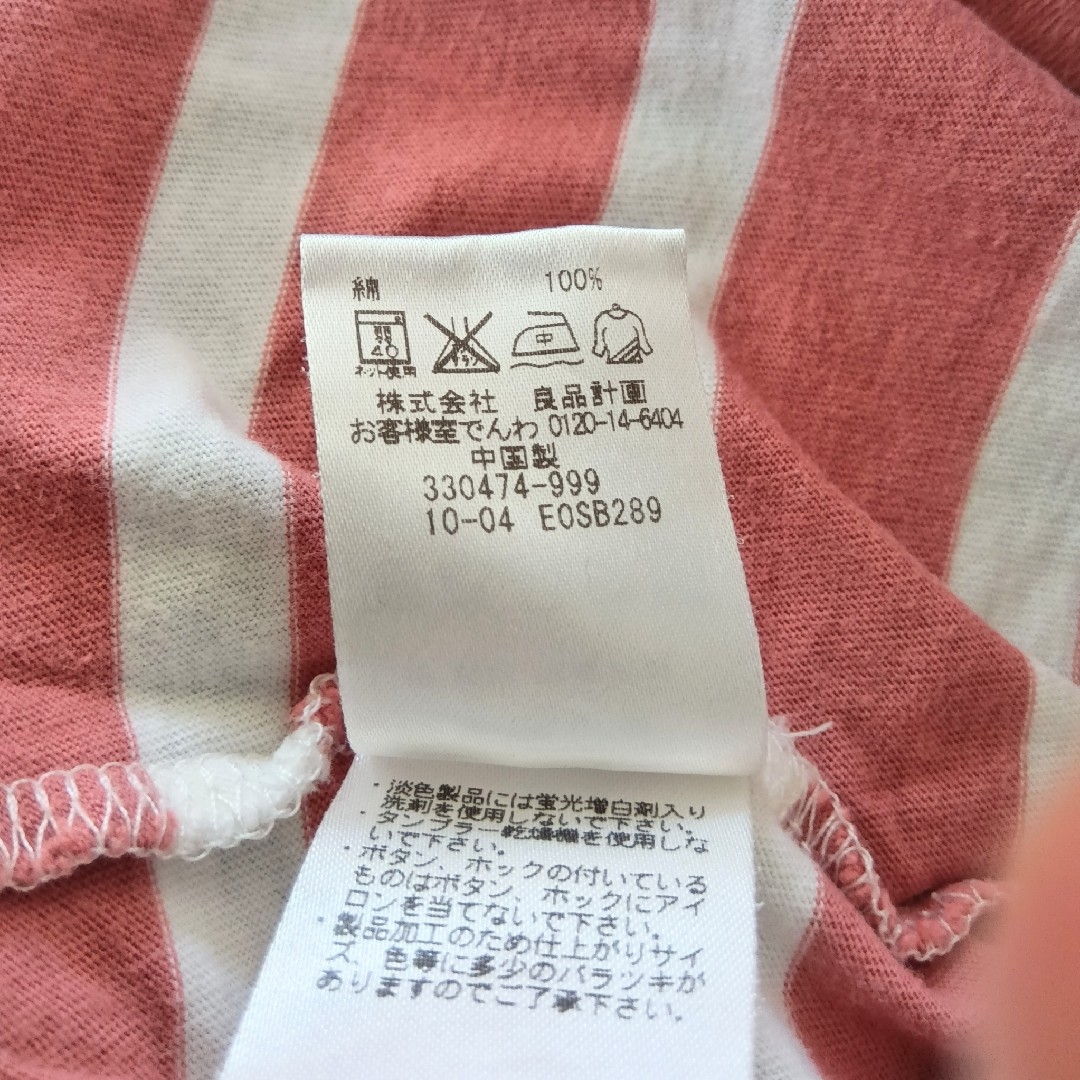 綿 100%
40
ネット使用
エンソサラシ
中
株式会社 良品計画
お客様室でんわ 0120-14-6404
中国製
330474-999
10-04 E0SB289
・淡色製品には蛍光増白剤入り
洗剤を使用しないで下さい。
・タンブラー乾燥機を使用しな
いで下さい。
・ボタン、ホックの付いている
ものはボタン、ホックにアイ
ロンを当てないで下さい。
・製品加工のため仕上がりサイ
ズ、色等に多少のバラツキが
ありますのでご了承下さい。